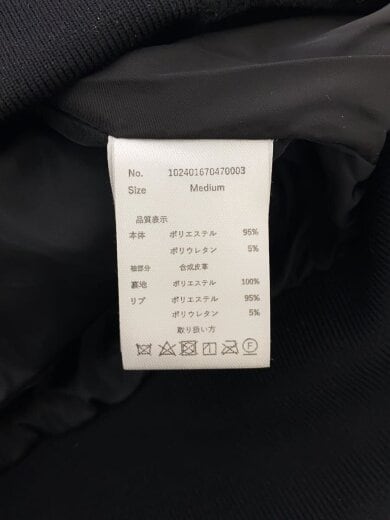 No. 102401670470003
Size Medium
品質表示
本体 ポリエステル 95%
ポリウレタン 5%
袖部分 合成皮革
裏地 ポリエステル 100%
リブ ポリエステル 95%
ポリウレタン 5%
取り扱い方
F